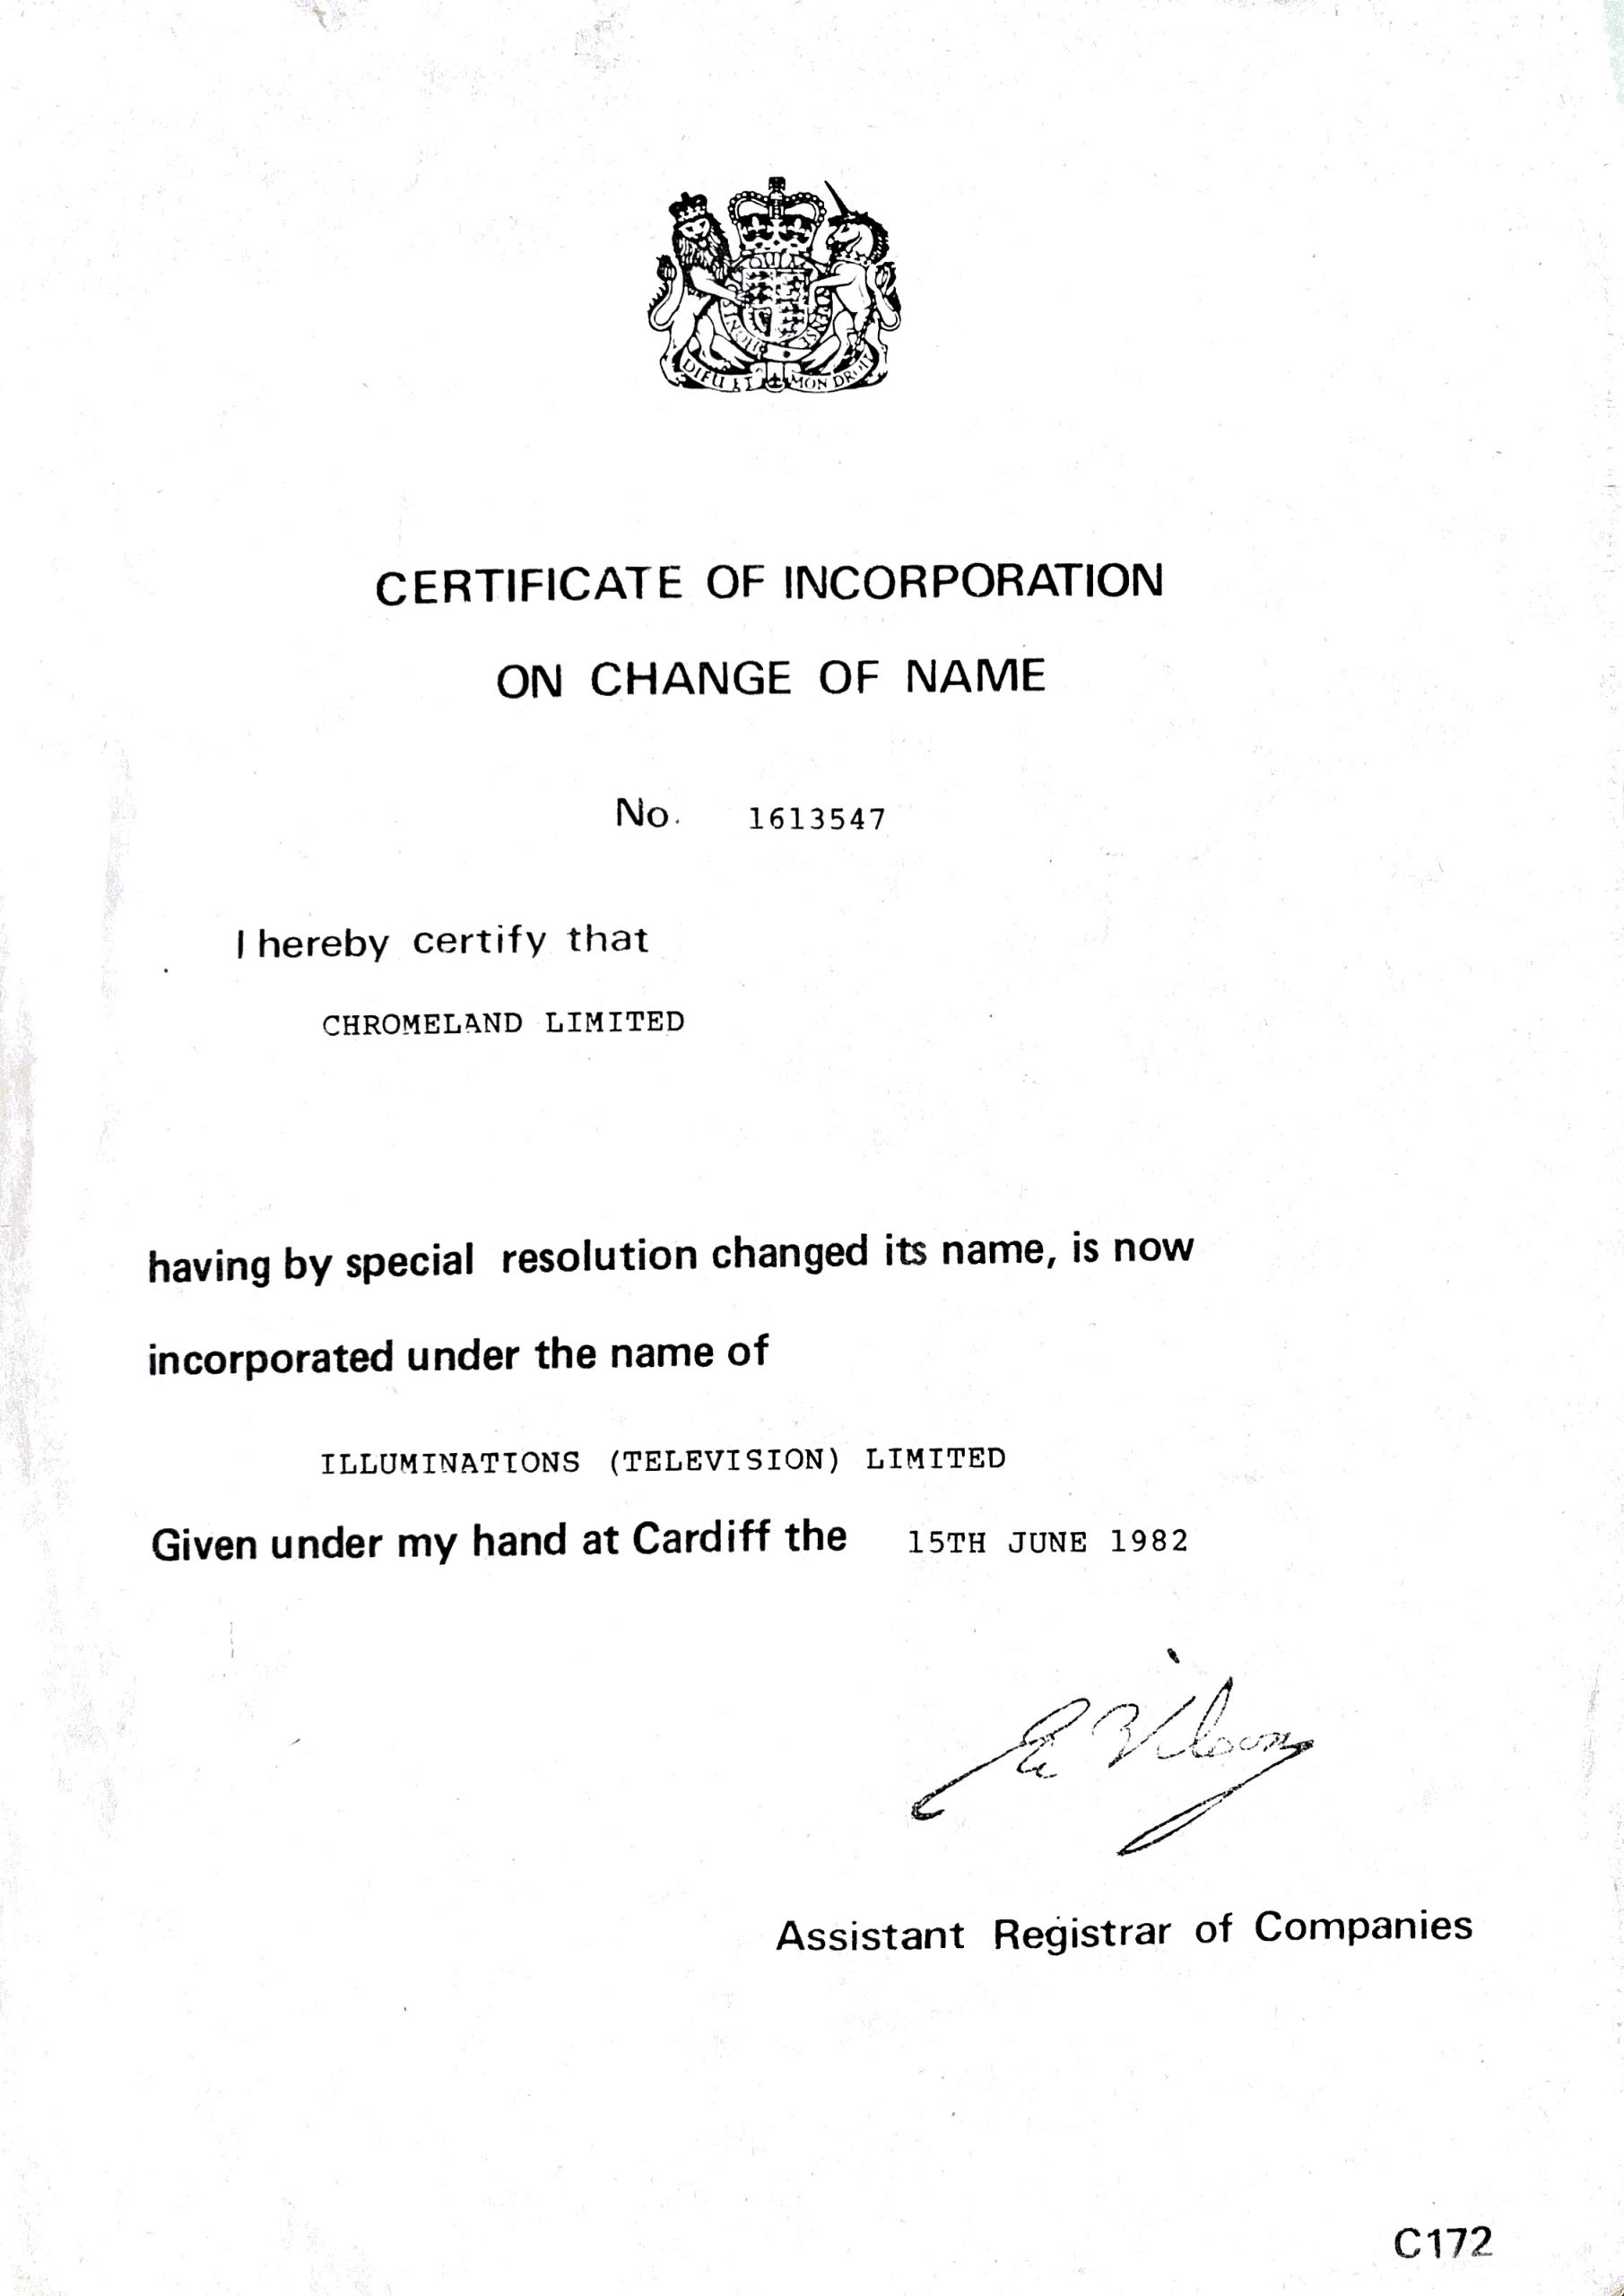 DIEU ET MON DROIT
CERTIFICATE OF INCORPORATION
ON CHANGE OF NAME
No. 1613547
I hereby certify that
CHROMELAND LIMITED
having by special resolution changed its name, is now
incorporated under the name of
ILLUMINATIONS (TELEVISION) LIMITED
Given under my hand at Cardiff the 15TH JUNE 1982
Assistant Registrar of Companies
C172